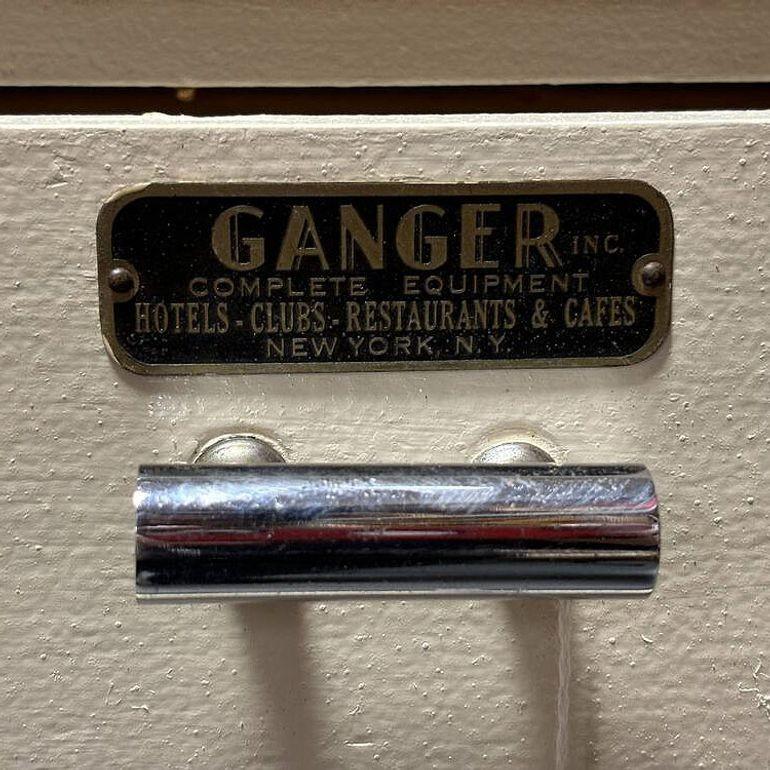 GANGER INC.
COMPLETE EQUIPMENT
HOTELS - CLUBS - RESTAURANTS & CAFES
NEW YORK, N.Y.